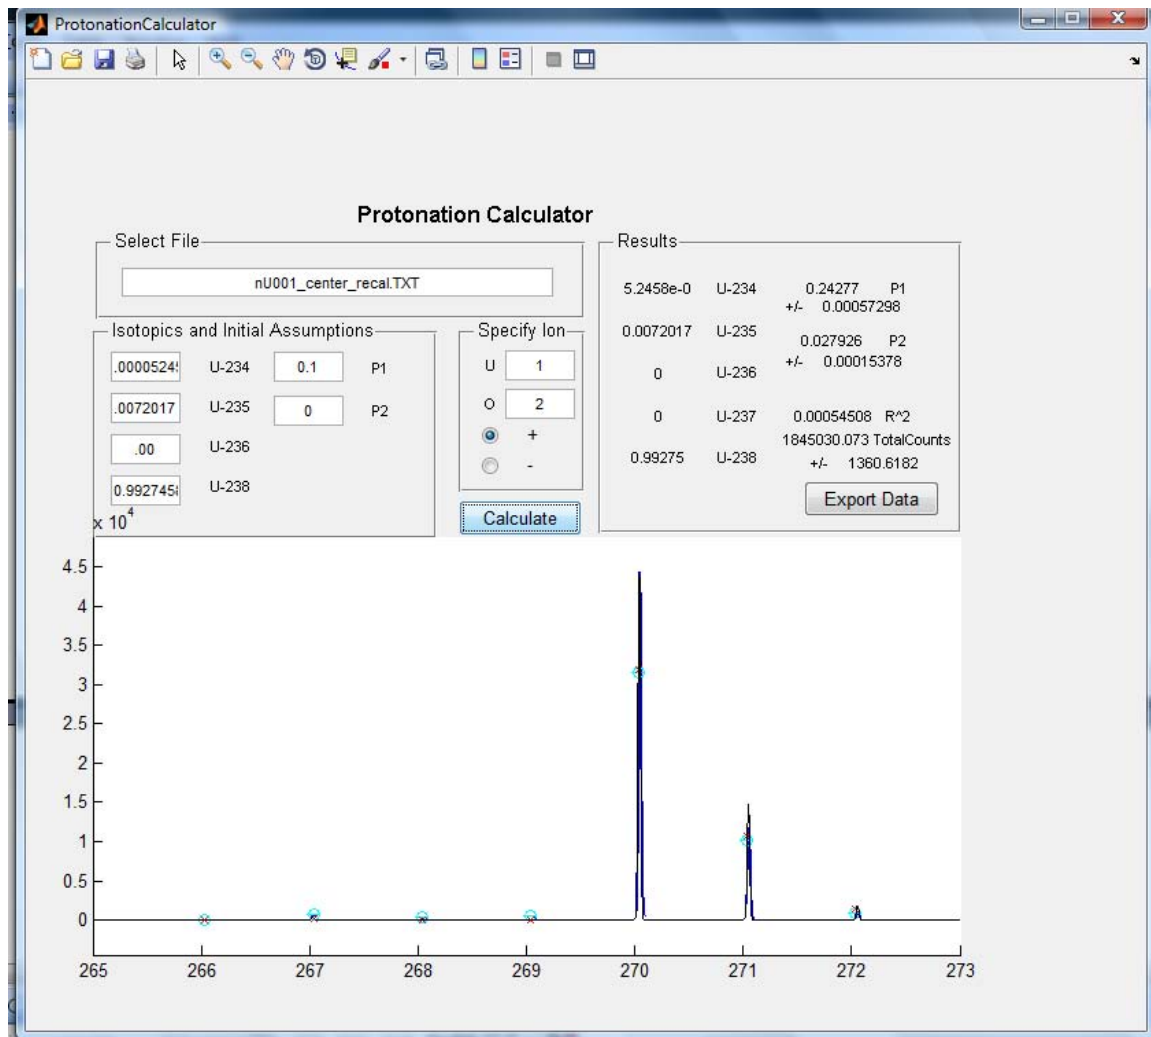 ProtonationCalculator
Protonation Calculator
Select File
nU001_center_recal.TXT
Isotopics and Initial Assumptions
U-234
0.1
P1
.0072017
U-235
0
P2
.00
U-236
U-238
Specify Ion
U
1
O
2
+
-
Calculate
Results
5.2458e-0
U-234
0.24277
P1
+/- 0.00057298
0.0072017
U-235
0.027926
P2
+/- 0.00015378
0
U-236
0
U-237
0.00054508 R^2
1845030.073 TotalCounts
0.99275
U-238
+/- 1360.6182
Export Data
x 10^4
4.5
4
3.5
3
2.5
2
1.5
1
0.5
0
265 266 267 268 269 270 271 272 273